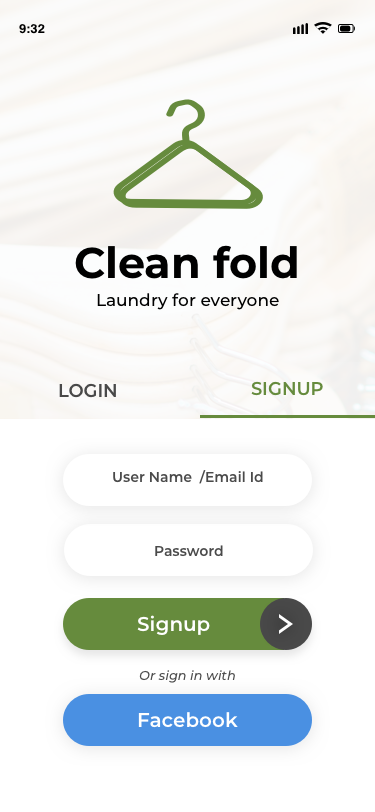 9:32
Clean fold
Laundry for everyone
LOGIN
SIGNUP
User Name /Email Id
Password
Signup
Or sign in with
Facebook